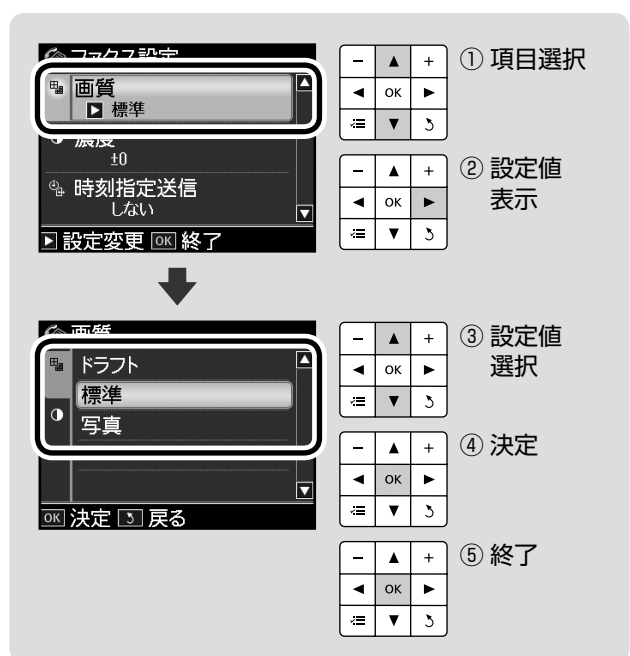 ファクス設定
画質
▶ 標準
濃度
±0
時刻指定送信
しない
▶ 設定変更 OK 終了
− ▲ +
◀ OK ▶
▼
① 項目選択
− ▲ +
◀ OK ▶
▼
② 設定値
表示
画質
ドラフト
標準
写真
OK 決定 戻る
− ▲ +
◀ OK ▶
▼
③ 設定値
選択
− ▲ +
◀ OK ▶
▼
④ 決定
− ▲ +
◀ OK ▶
▼
⑤ 終了